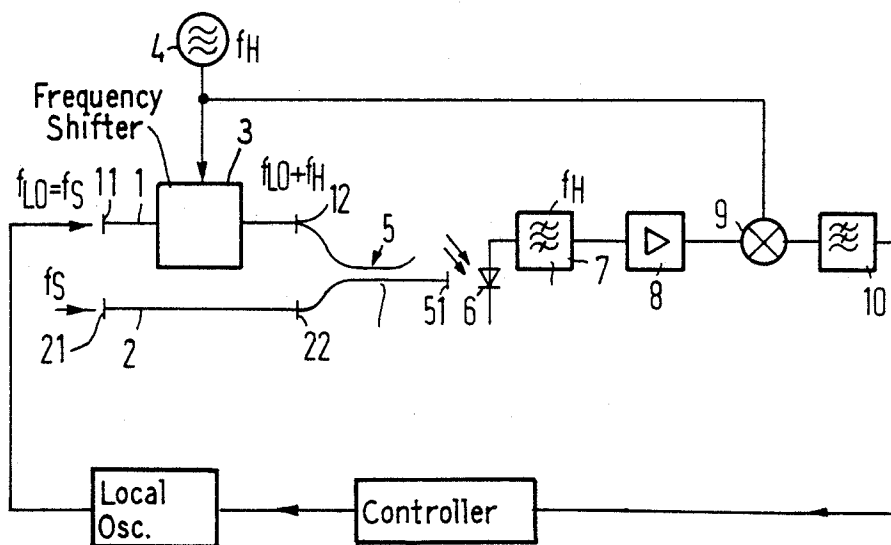 4
fH
Frequency
Shifter
3
fLO=fS
11
1
fLO+fH
12
5
fH
9
fS
21
2
22
51
6
7
8
10
Local
Osc.
Controller